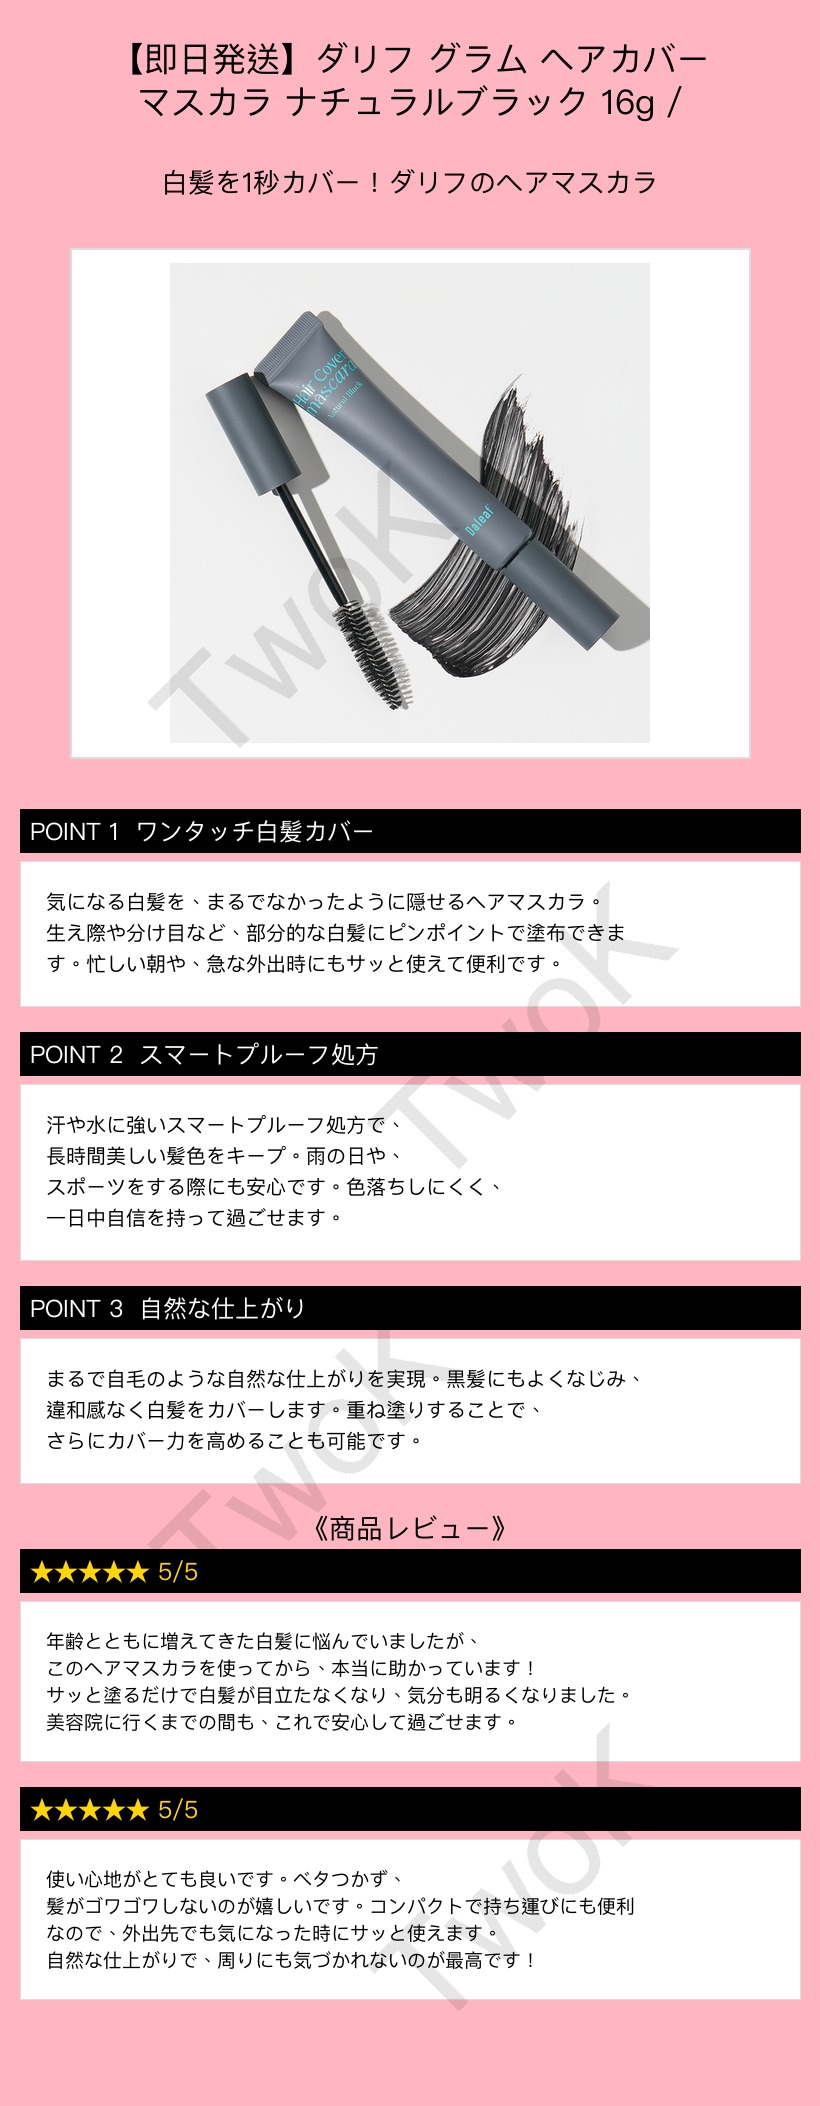 【即日発送】ダリフ グラム ヘアカバー
マスカラ ナチュラルブラック 16g /
白髪を1秒カバー！ダリフのヘアマスカラ
Hair Cover
mascara
Natural Black
Daleaf
TwoK
POINT 1 ワンタッチ白髪カバー
気になる白髪を、まるでなかったように隠せるヘアマスカラ。
生え際や分け目など、部分的な白髪にピンポイントで塗布できま
す。忙しい朝や、急な外出時にもサッと使えて便利です。
TwoK
POINT 2 スマートプルーフ処方
汗や水に強いスマートプルーフ処方で、
長時間美しい髪色をキープ。雨の日や、
スポーツをする際にも安心です。色落ちしにくく、
一日中自信を持って過ごせます。
POINT 3 自然な仕上がり
まるで自毛のような自然な仕上がりを実現。黒髪にもよくなじみ、
違和感なく白髪をカバーします。重ね塗りすることで、
さらにカバー力を高めることも可能です。
TwoK
《商品レビュー》
★★★★★ 5/5
年齢とともに増えてきた白髪に悩んでいましたが、
このヘアマスカラを使ってから、本当に助かっています！
サッと塗るだけで白髪が目立たなくなり、気分も明るくなりました。
美容院に行くまでの間も、これで安心して過ごせます。
★★★★★ 5/5
使い心地がとても良いです。ベタつかず、
髪がゴワゴワしないのが嬉しいです。コンパクトで持ち運びにも便利
なので、外出先でも気になった時にサッと使えます。
自然な仕上がりで、周りにも気づかれないのが最高です！
TwoK